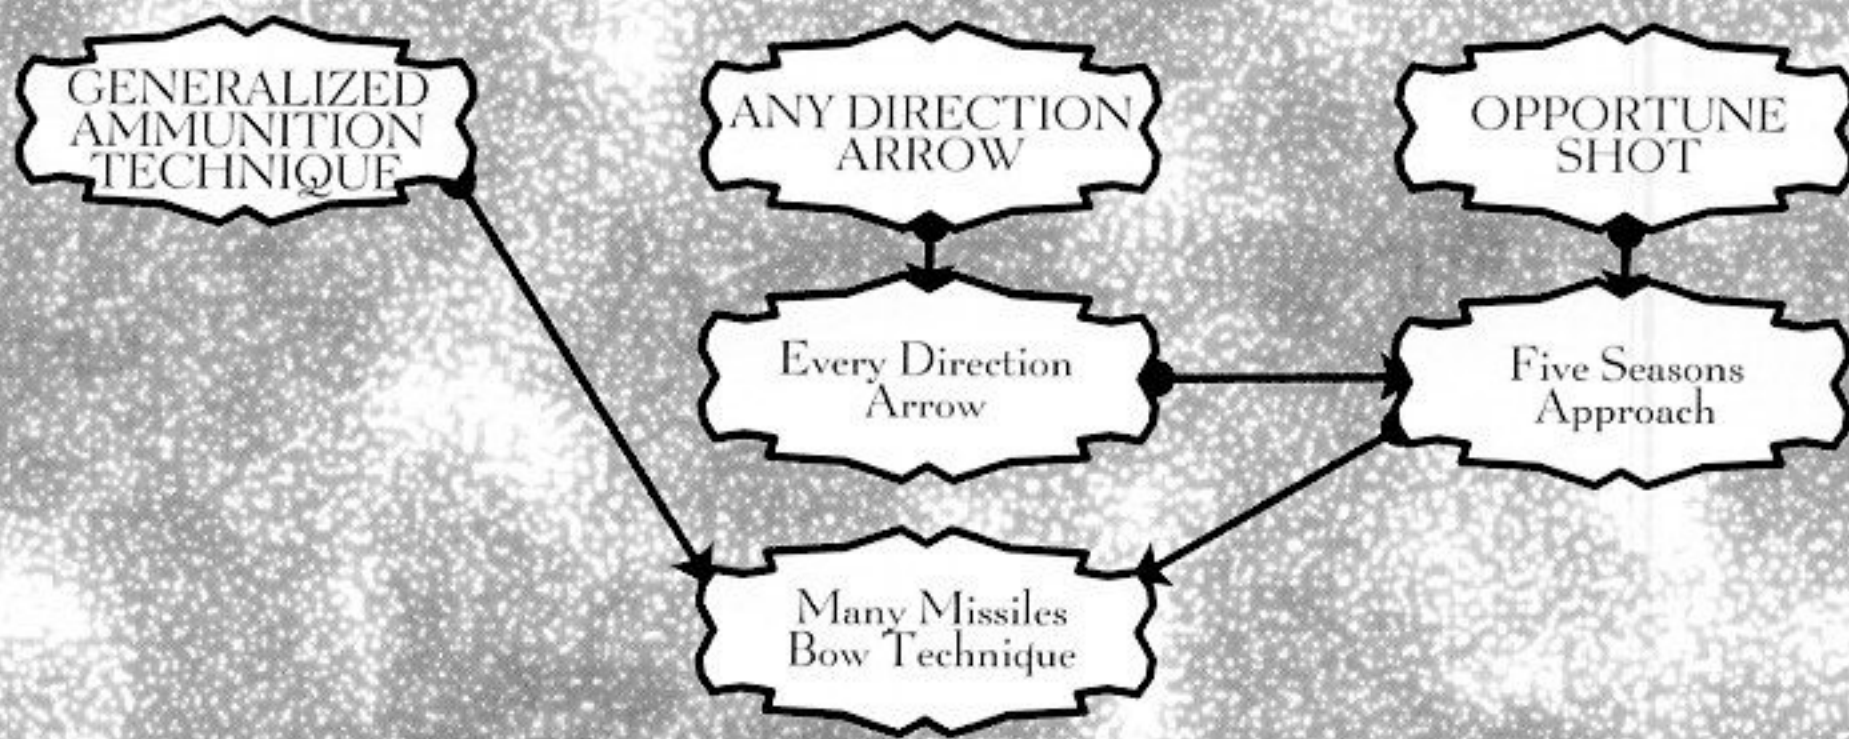 GENERALIZED
AMMUNITION
TECHNIQUE
ANY DIRECTION
ARROW
OPPORTUNE
SHOT
Every Direction
Arrow
Five Seasons
Approach
Many Missiles
Bow Technique